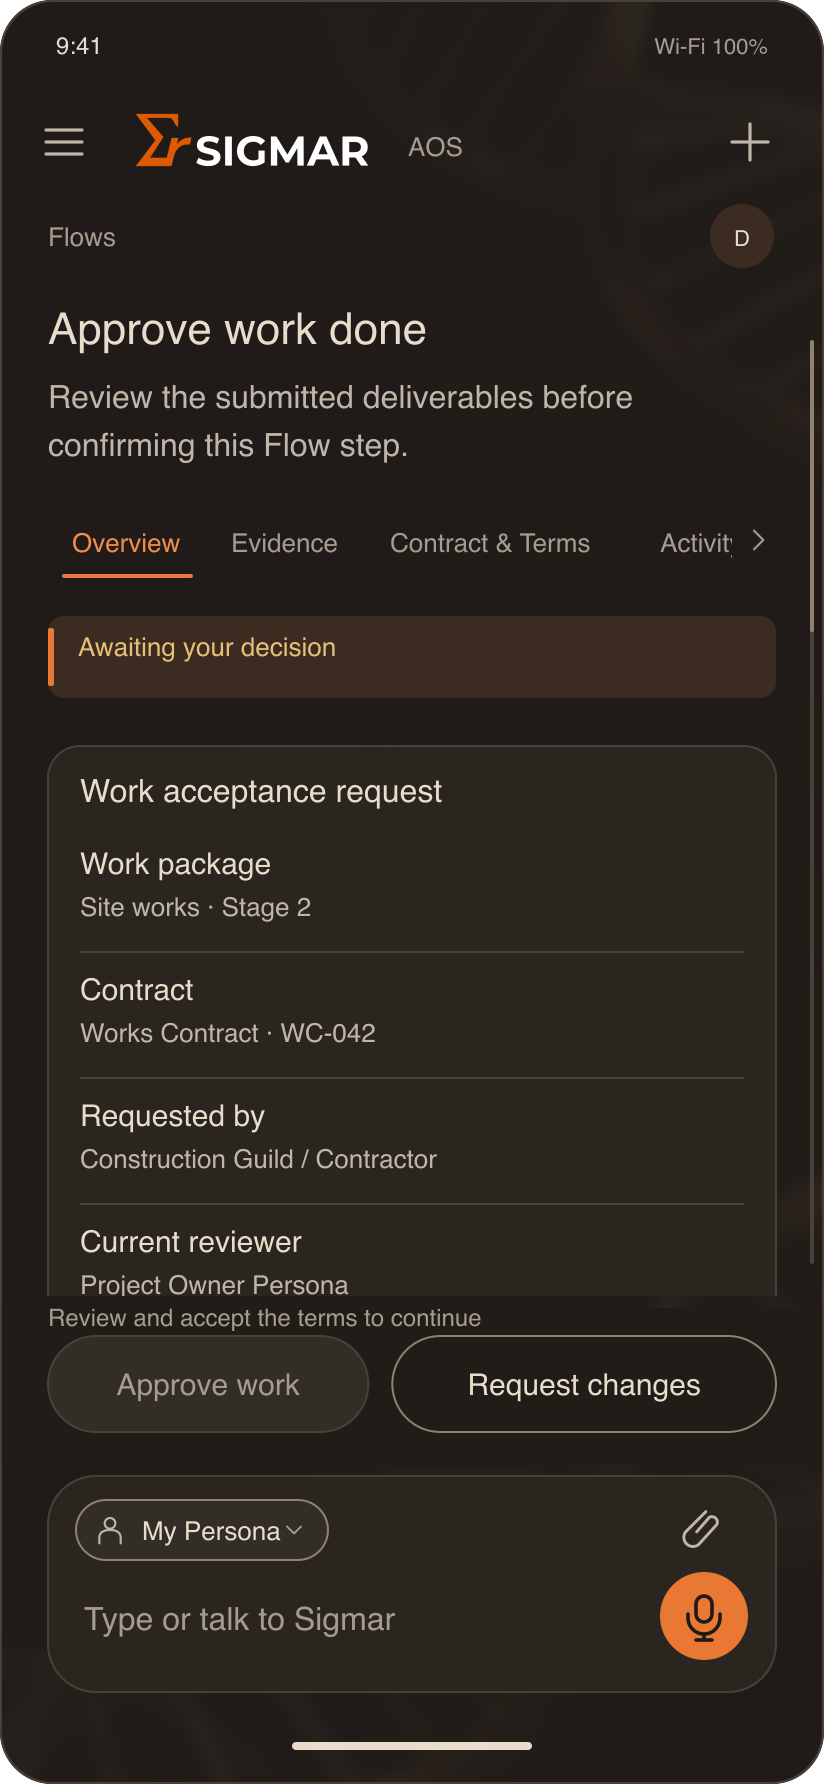 9:41
Wi-Fi 100%
Σr SIGMAR
AOS
Flows
D
Approve work done
Review the submitted deliverables before
confirming this Flow step.
Overview
Evidence
Contract & Terms
Activity
Awaiting your decision
Work acceptance request
Work package
Site works · Stage 2
Contract
Works Contract · WC-042
Requested by
Construction Guild / Contractor
Current reviewer
Project Owner Persona
Review and accept the terms to continue
Approve work
Request changes
My Persona
Type or talk to Sigmar